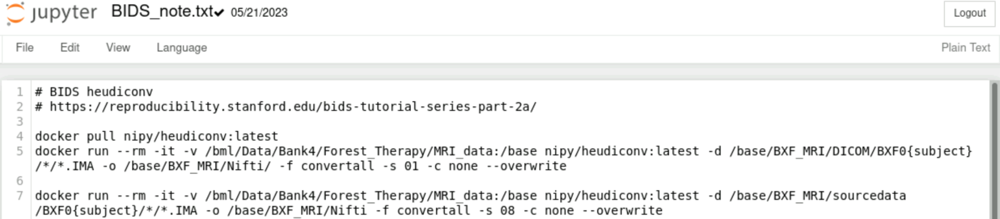 jupyter BIDS_note.txt✔ 05/21/2023 Logout
File Edit View Language Plain Text
1 # BIDS heudiconv
2 # https://reproducibility.stanford.edu/bids-tutorial-series-part-2a/
3
4 docker pull nipy/heudiconv:latest
5 docker run --rm -it -v /bml/Data/Bank4/Forest_Therapy/MRI_data:/base nipy/heudiconv:latest -d /base/BXF_MRI/DICOM/BXF0{subject}
/*/*.IMA -o /base/BXF_MRI/Nifti/ -f convertall -s 01 -c none --overwrite
6
7 docker run --rm -it -v /bml/Data/Bank4/Forest_Therapy/MRI_data:/base nipy/heudiconv:latest -d /base/BXF_MRI/sourcedata
/BXF0{subject}/*/*.IMA -o /base/BXF_MRI/Nifti -f convertall -s 08 -c none --overwrite